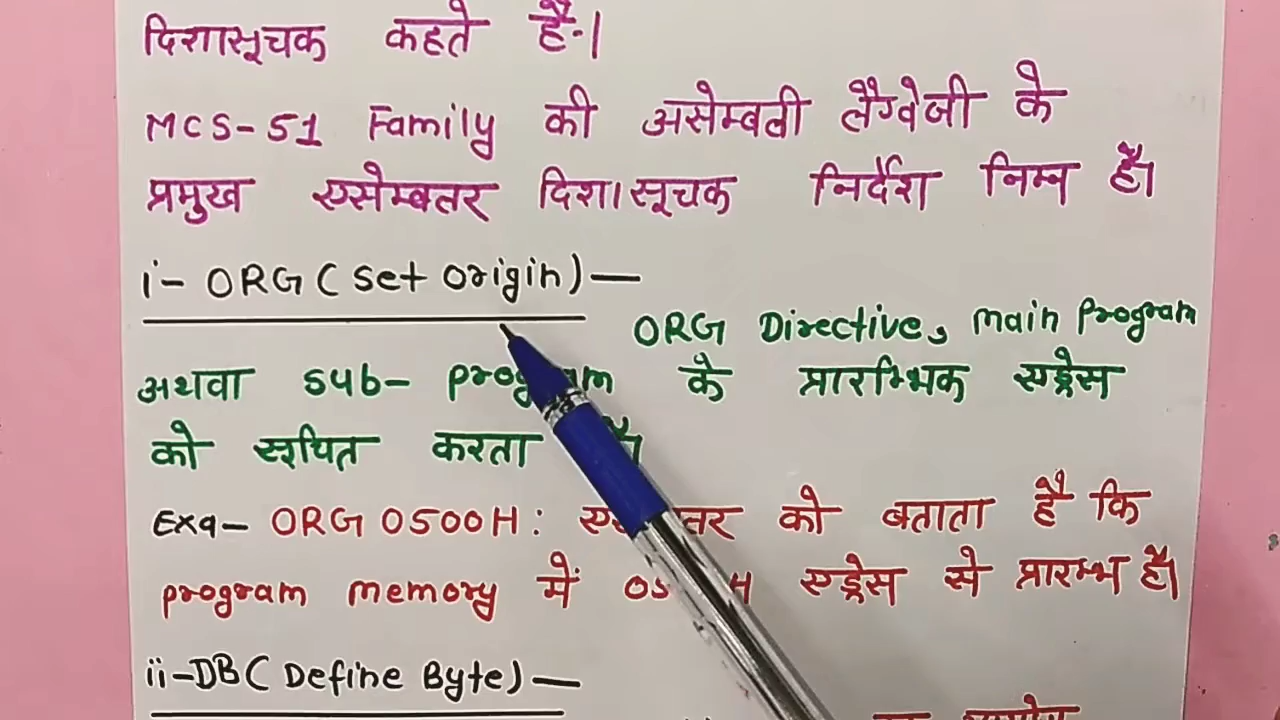 दिशासूचक कहते हैं।
MCS-51 Family की असेम्बली लैंग्वेजी के
प्रमुख एसेम्बलर दिशासूचक निर्देश निम्न हैं।
i- ORG ( Set Origin) —
ORG Directive, Main Program
अथवा Sub- Program के प्रारम्भिक एड्रेस
को सूचित करता है।
Exa- ORG 0500H : को बताता है कि
program memory में एड्रेस से प्रारम्भ है।
ii-DB ( Define Byte) —